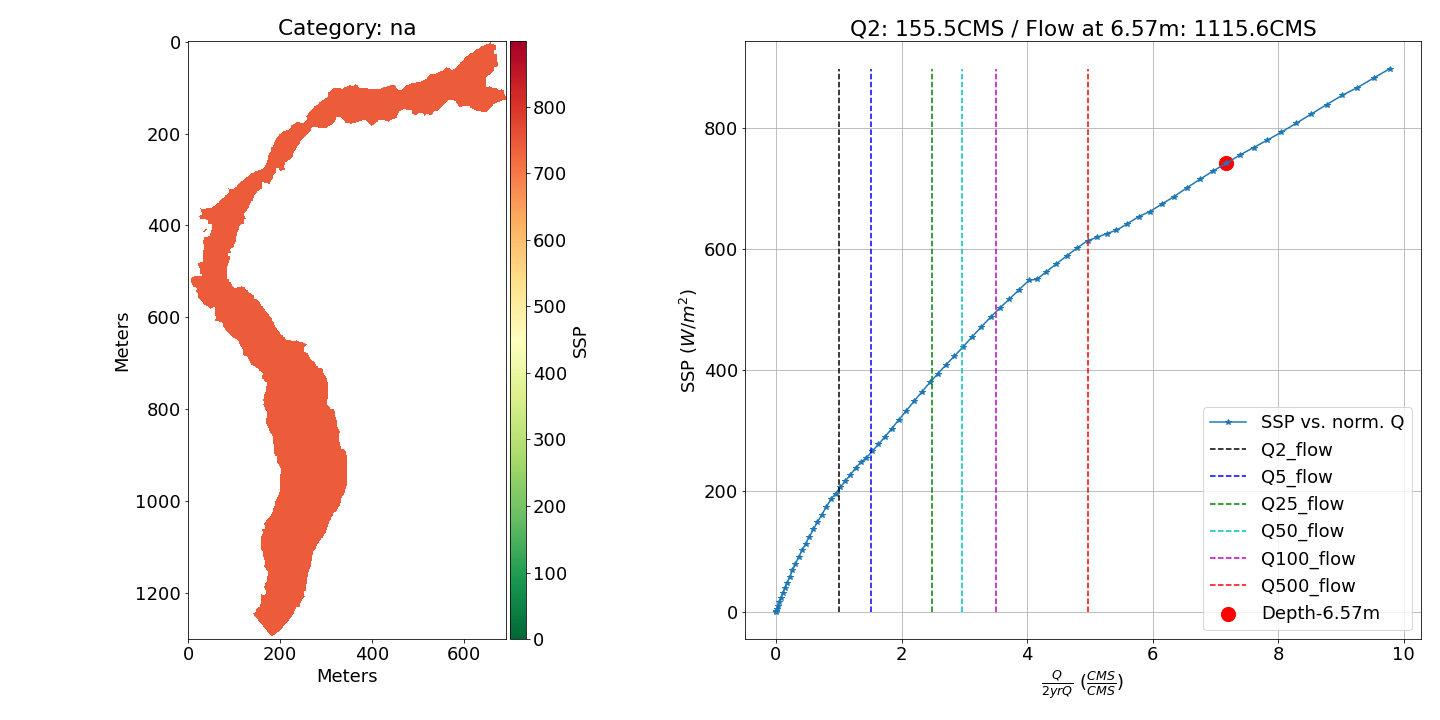 Category: na
0
200
400
600
800
1000
1200
Meters
0
200
400
600
Meters
800
700
600
500
400
300
200
100
0
SSP
Q2: 155.5CMS / Flow at 6.57m: 1115.6CMS
800
600
400
200
0
SSP (W/m²)
0
2
4
6
8
10
Q/2yrQ (CMS/CMS)
SSP vs. norm. Q
Q2_flow
Q5_flow
Q25_flow
Q50_flow
Q100_flow
Q500_flow
Depth-6.57m